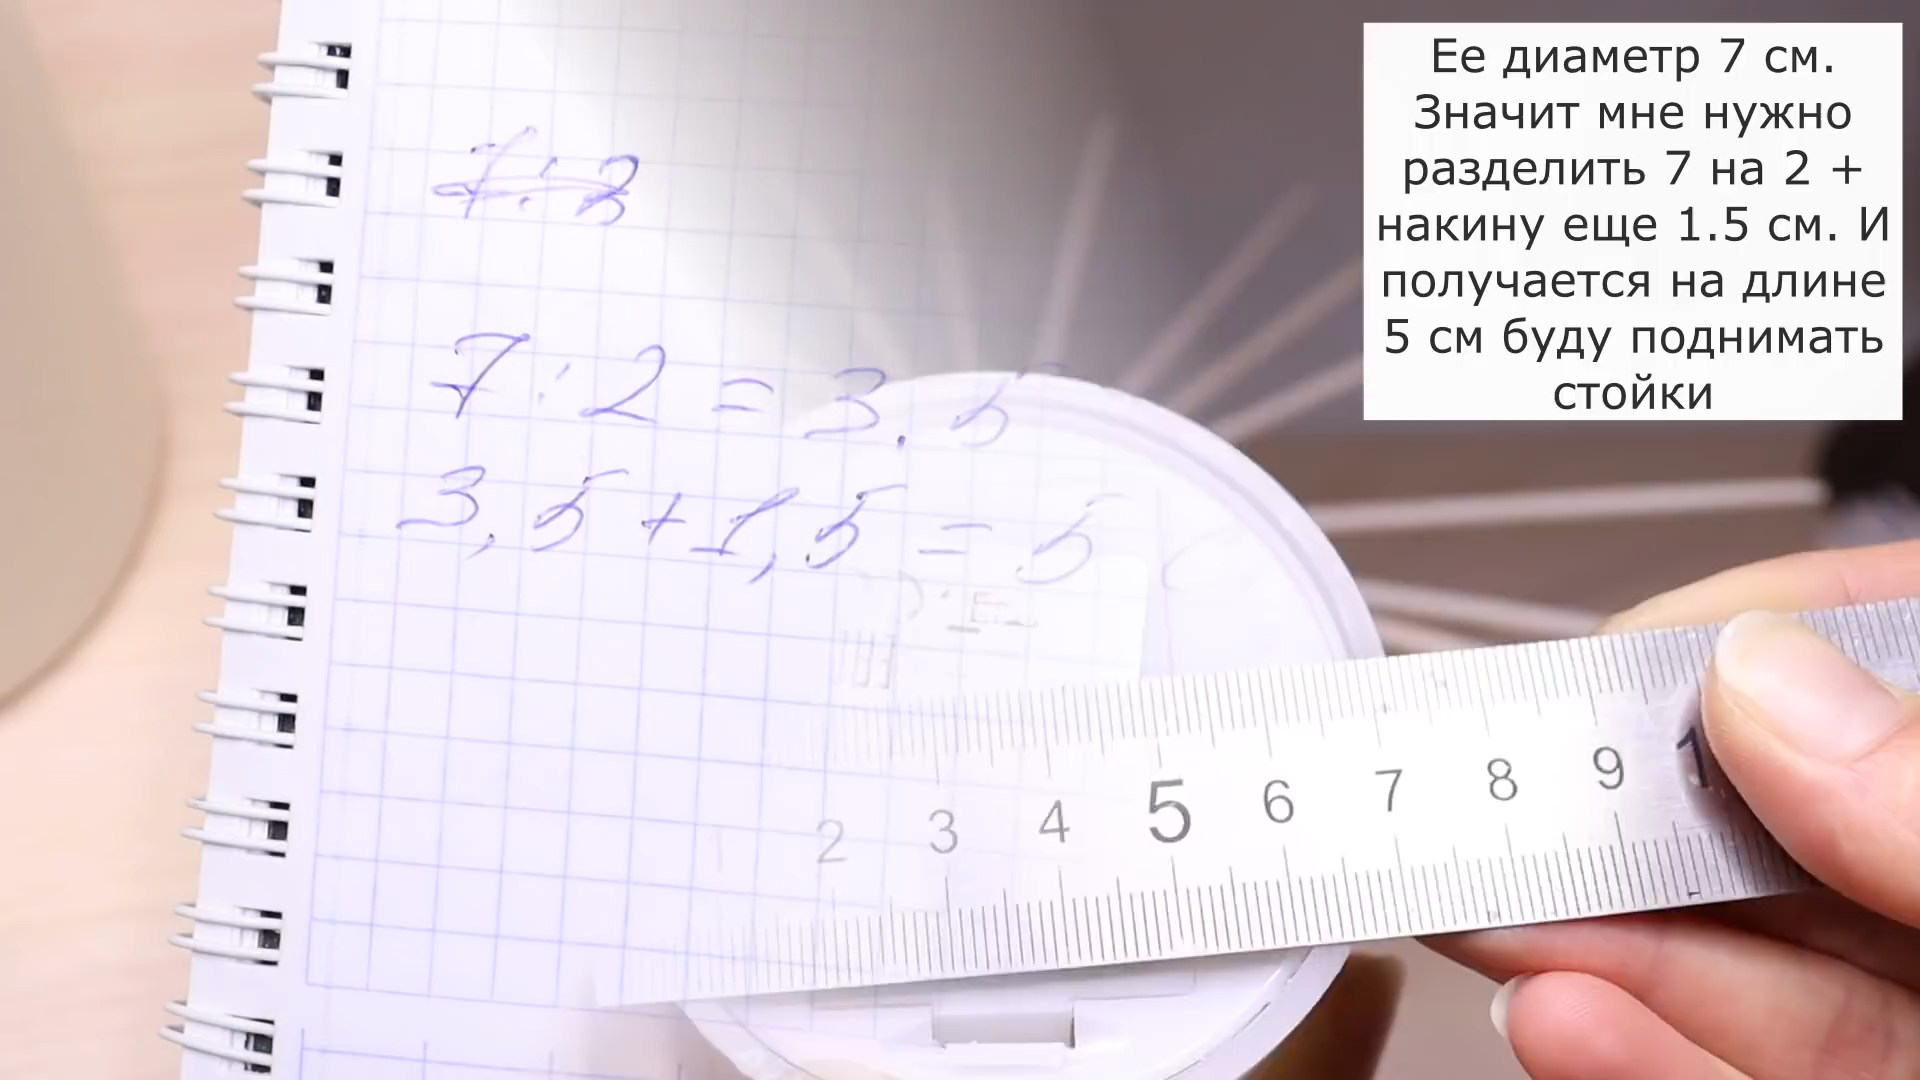 Ее диаметр 7 см.
Значит мне нужно
разделить 7 на 2 +
накину еще 1.5 см. И
получается на длине
5 см буду поднимать
стойки
7 : 2 = 3,5
3,5 + 1,5 = 5
2 3 4 5 6 7 8 9